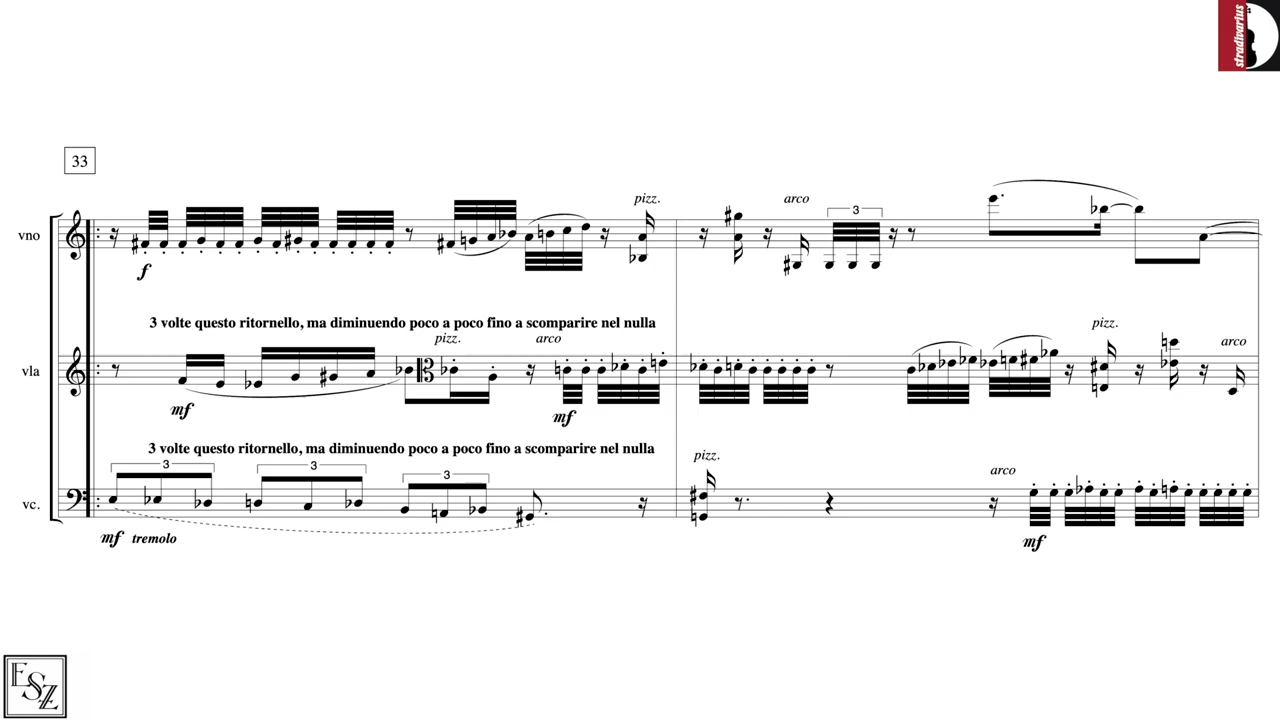 stradivarius
33
pizz.
arco
3
vno
f
3 volte questo ritornello, ma diminuendo poco a poco fino a scomparire nel nulla
pizz.
arco
pizz.
arco
vla
mf
mf
3 volte questo ritornello, ma diminuendo poco a poco fino a scomparire nel nulla
3
3
3
pizz.
arco
vc.
mf tremolo
mf
ESZ